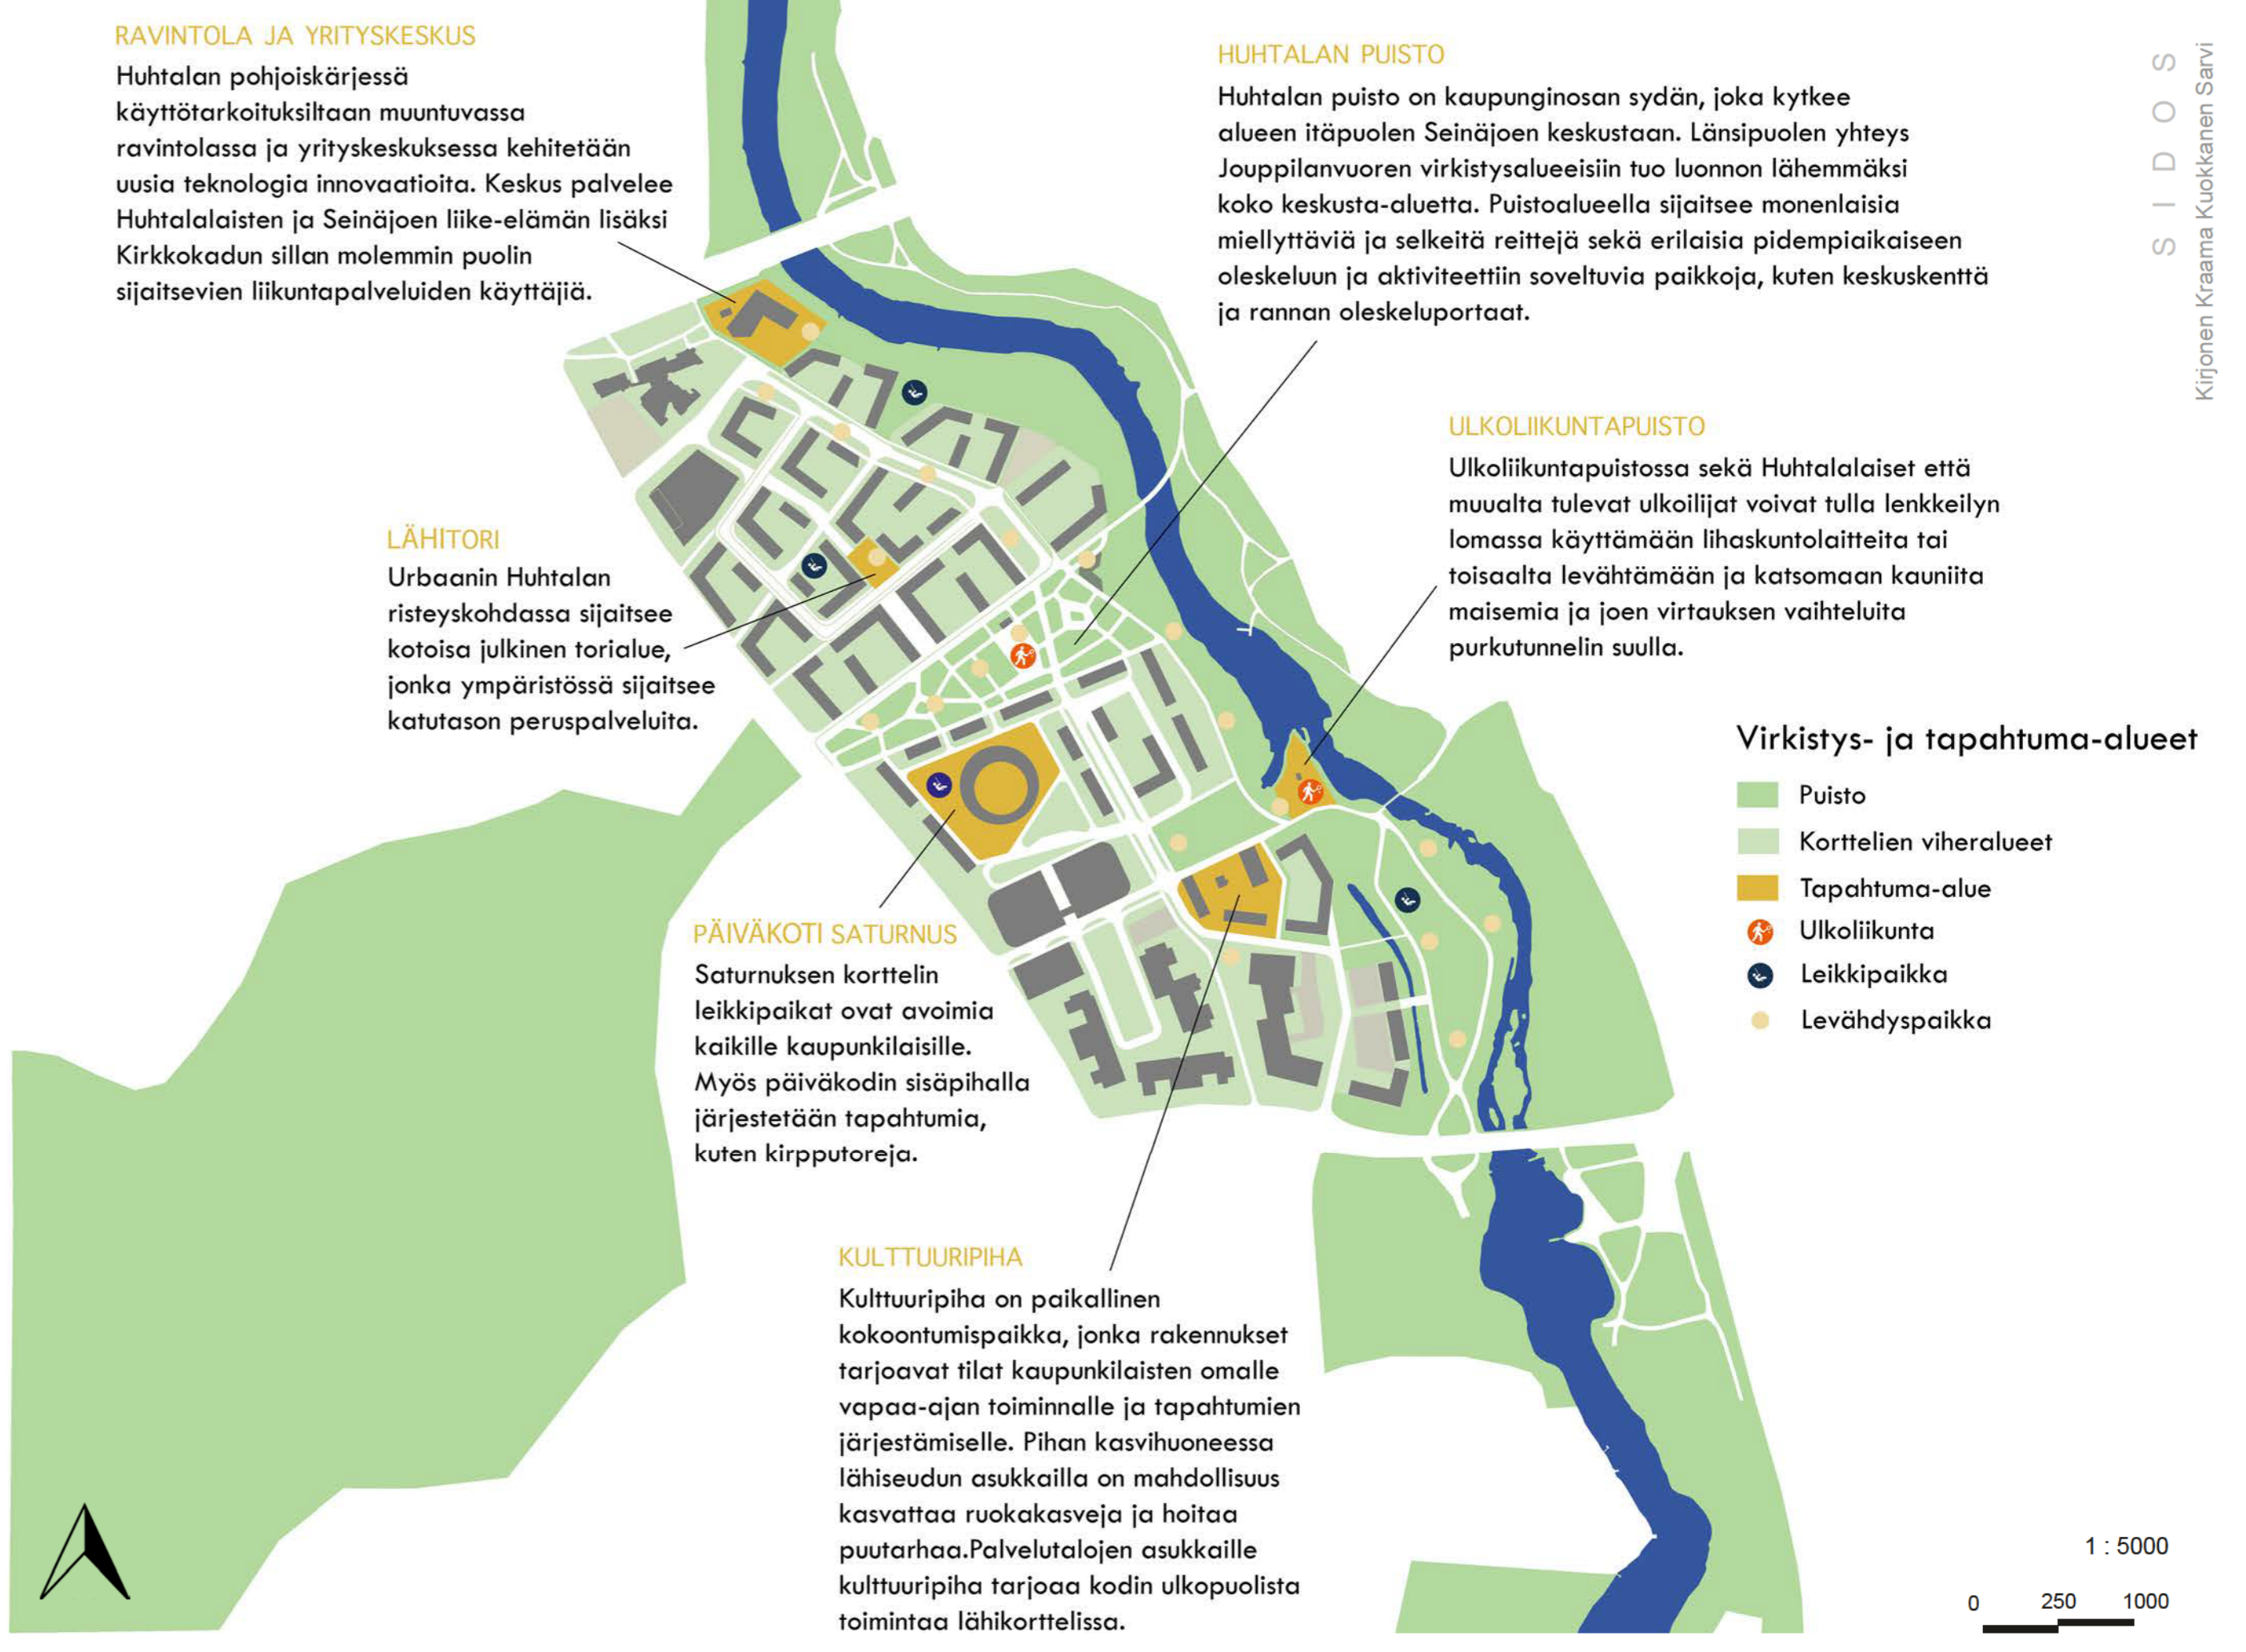 RAVINTOLA JA YRITYSKESKUS
Huhtalan pohjoiskärjessä
käyttötarkoituksiltaan muuntuvassa
ravintolassa ja yrityskeskuksessa kehitetään
uusia teknologia innovaatioita. Keskus palvelee
Huhtalalaisten ja Seinäjoen liike-elämän lisäksi
Kirkkokadun sillan molemmin puolin
sijaitsevien liikuntapalveluiden käyttäjiä.
HUHTALAN PUISTO
Huhtalan puisto on kaupunginosan sydän, joka kytkee
alueen itäpuolen Seinäjoen keskustaan. Länsipuolen yhteys
Jouppilanvuoren virkistysalueeisiin tuo luonnon lähemmäksi
koko keskusta-aluetta. Puistoalueella sijaitsee monenlaisia
miellyttäviä ja selkeitä reittejä sekä erilaisia pidempiaikaiseen
oleskeluun ja aktiviteettiin soveltuvia paikkoja, kuten keskuskenttä
ja rannan oleskeluportaat.
SIDOS
Kirjonen Kraama Kuokkanen Sarvi
ULKOLIIKUNTAPUISTO
Ulkoliikuntapuistossa sekä Huhtalalaiset että
muualta tulevat ulkoilijat voivat tulla lenkkeilyn
lomassa käyttämään lihaskuntolaitteita tai
toisaalta levähtämään ja katsomaan kauniita
maisemia ja joen virtauksen vaihteluita
purkutunnelin suulla.
LÄHITORI
Urbaanin Huhtalan
risteyskohdassa sijaitsee
kotoisa julkinen torialue,
jonka ympäristössä sijaitsee
katutason peruspalveluita.
Virkistys- ja tapahtuma-alueet
Puisto
Korttelien viheralueet
Tapahtuma-alue
Ulkoliikunta
Leikkipaikka
Levähdyspaikka
PÄIVÄKOTI SATURNUS
Saturnuksen korttelin
leikkipaikat ovat avoimia
kaikille kaupunkilaisille.
Myös päiväkodin sisäpihalla
järjestetään tapahtumia,
kuten kirpputoreja.
KULTTUURIPIHA
Kulttuuripiha on paikallinen
kokoontumispaikka, jonka rakennukset
tarjoavat tilat kaupunkilaisten omalle
vapaa-ajan toiminnalle ja tapahtumien
järjestämiselle. Pihan kasvihuoneessa
lähiseudun asukkailla on mahdollisuus
kasvattaa ruokakasveja ja hoitaa
puutarhaa.Palvelutalojen asukkaille
kulttuuripiha tarjoaa kodin ulkopuolista
toimintaa lähikorttelissa.
1 : 5000
0 250 1000